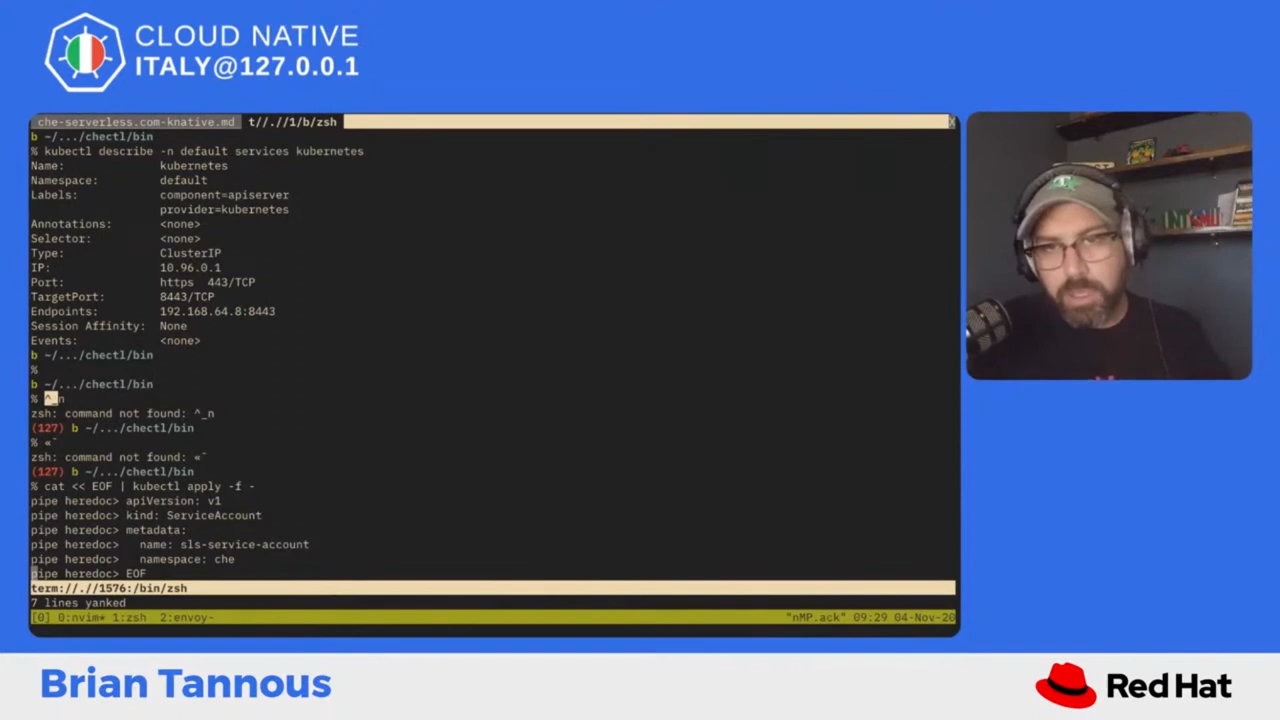 CLOUD NATIVE
ITALY@127.0.0.1
che-serverless.com-knative.md t//.//1/b/zsh X
b ~/.../chectl/bin
% kubectl describe -n default services kubernetes
Name: kubernetes
Namespace: default
Labels: component=apiserver
provider=kubernetes
Annotations: <none>
Selector: <none>
Type: ClusterIP
IP: 10.96.0.1
Port: https 443/TCP
TargetPort: 8443/TCP
Endpoints: 192.168.64.8:8443
Session Affinity: None
Events: <none>
b ~/.../chectl/bin
%
b ~/.../chectl/bin
% ^_n
zsh: command not found: ^_n
(127) b ~/.../chectl/bin
% «˘
zsh: command not found: «˘
(127) b ~/.../chectl/bin
% cat << EOF | kubectl apply -f -
pipe heredoc> apiVersion: v1
pipe heredoc> kind: ServiceAccount
pipe heredoc> metadata:
pipe heredoc>   name: sls-service-account
pipe heredoc>   namespace: che
pipe heredoc> EOF
term://.//1576:/bin/zsh
7 lines yanked
[0] 0:nvim* 1:zsh 2:envoy- "nMP.ack" 09:29 04-Nov-20
Brian Tannous
Red Hat